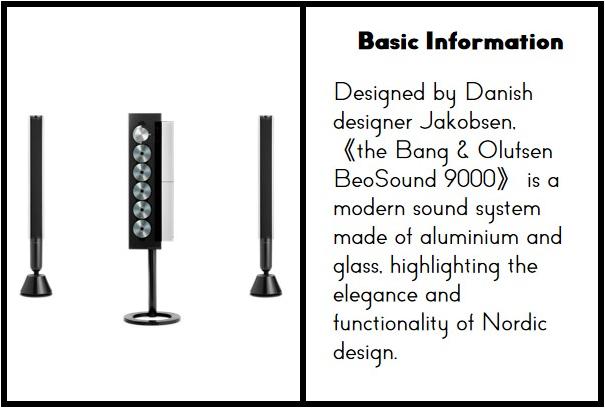 Basic Information
Designed by Danish
designer Jakobsen,
《the Bang & Olufsen
BeoSound 9000》 is a
modern sound system
made of aluminium and
glass, highlighting the
elegance and
functionality of Nordic
design.